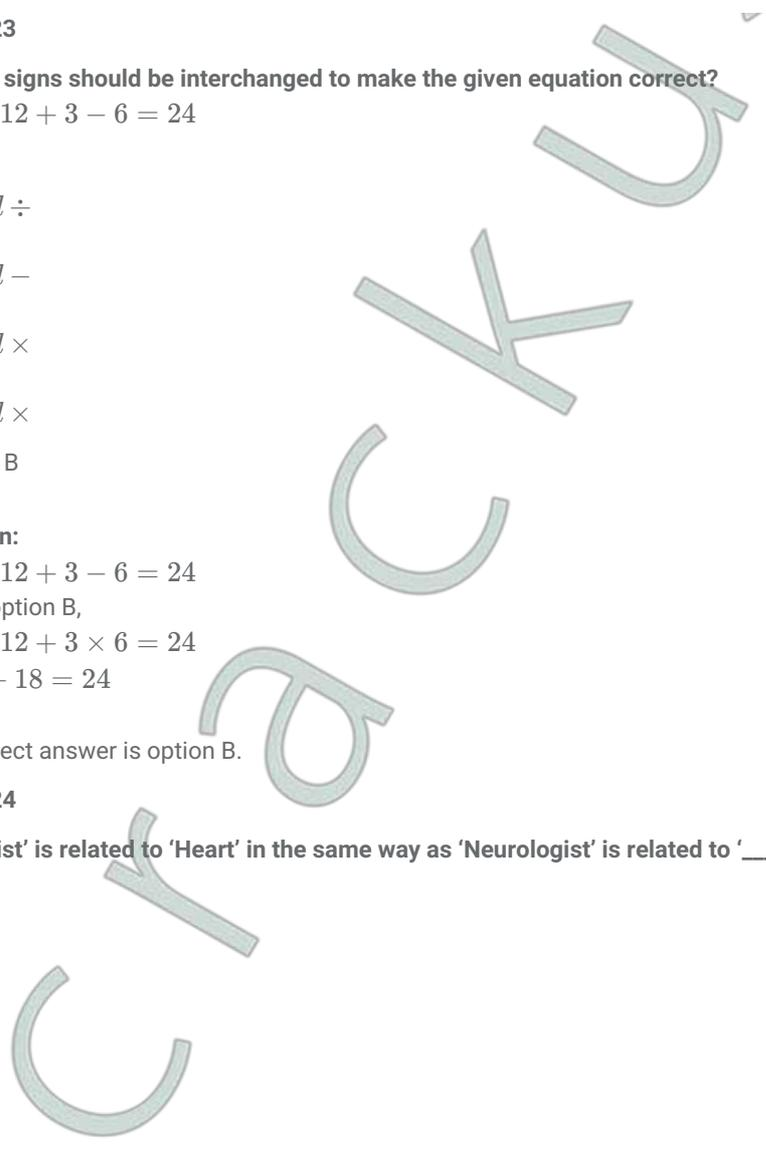 23
signs should be interchanged to make the given equation correct?
12 + 3 − 6 = 24
÷
−
×
×
B
n:
12 + 3 − 6 = 24
option B,
12 + 3 × 6 = 24
18 = 24
ect answer is option B.
24
ist’ is related to ‘Heart’ in the same way as ‘Neurologist’ is related to ‘__
cracku